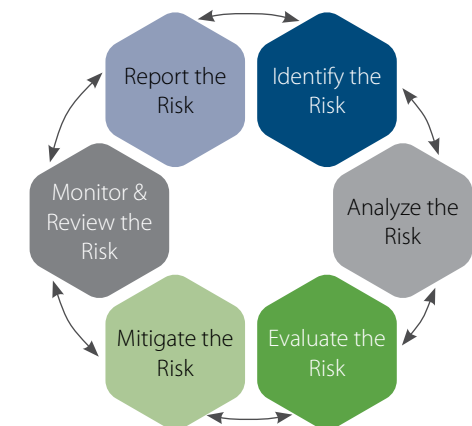 Report the
Risk
Identify the
Risk
Analyze the
Risk
Evaluate the
Risk
Mitigate the
Risk
Monitor &
Review the
Risk